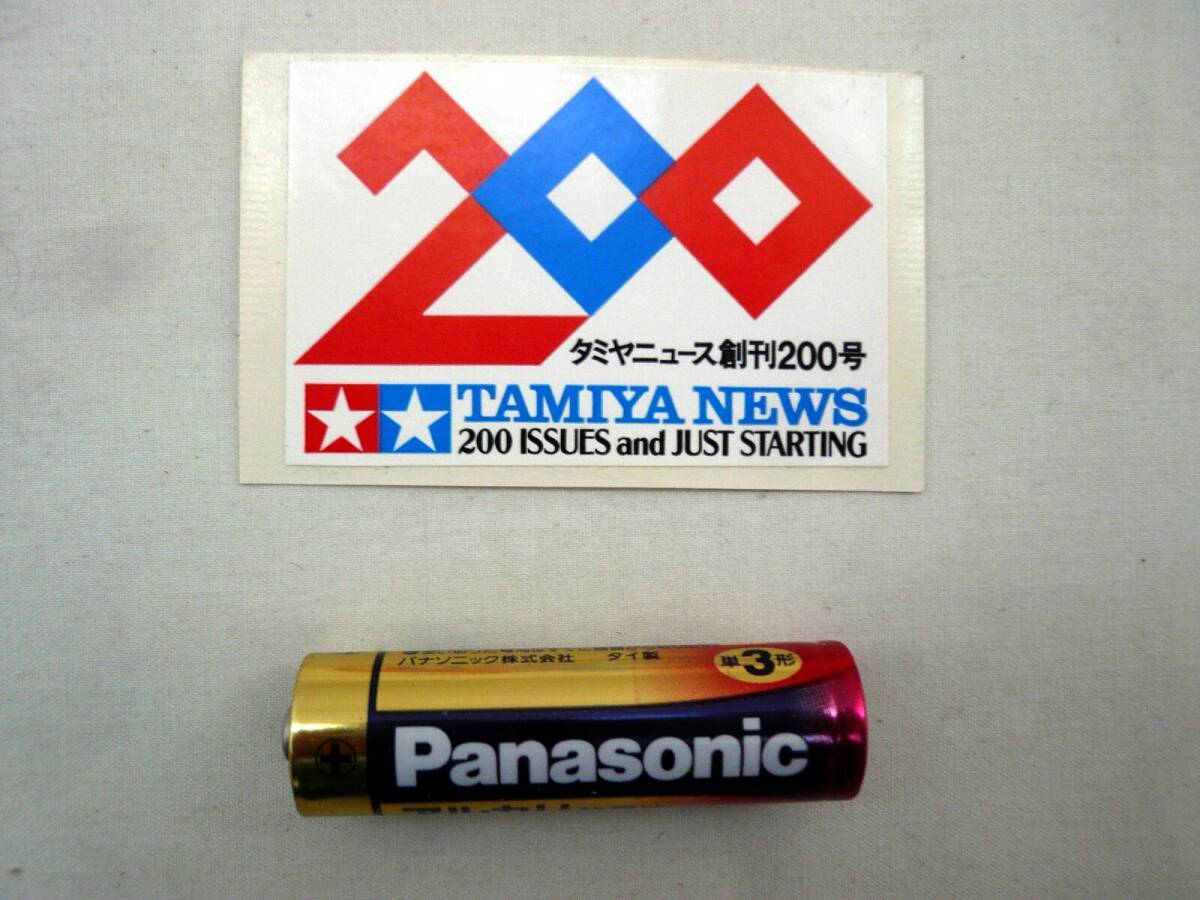 200
タミヤニュース創刊200号
TAMIYA NEWS
200 ISSUES and JUST STARTING
パナソニック株式会社 タイ製
単3形
+
Panasonic